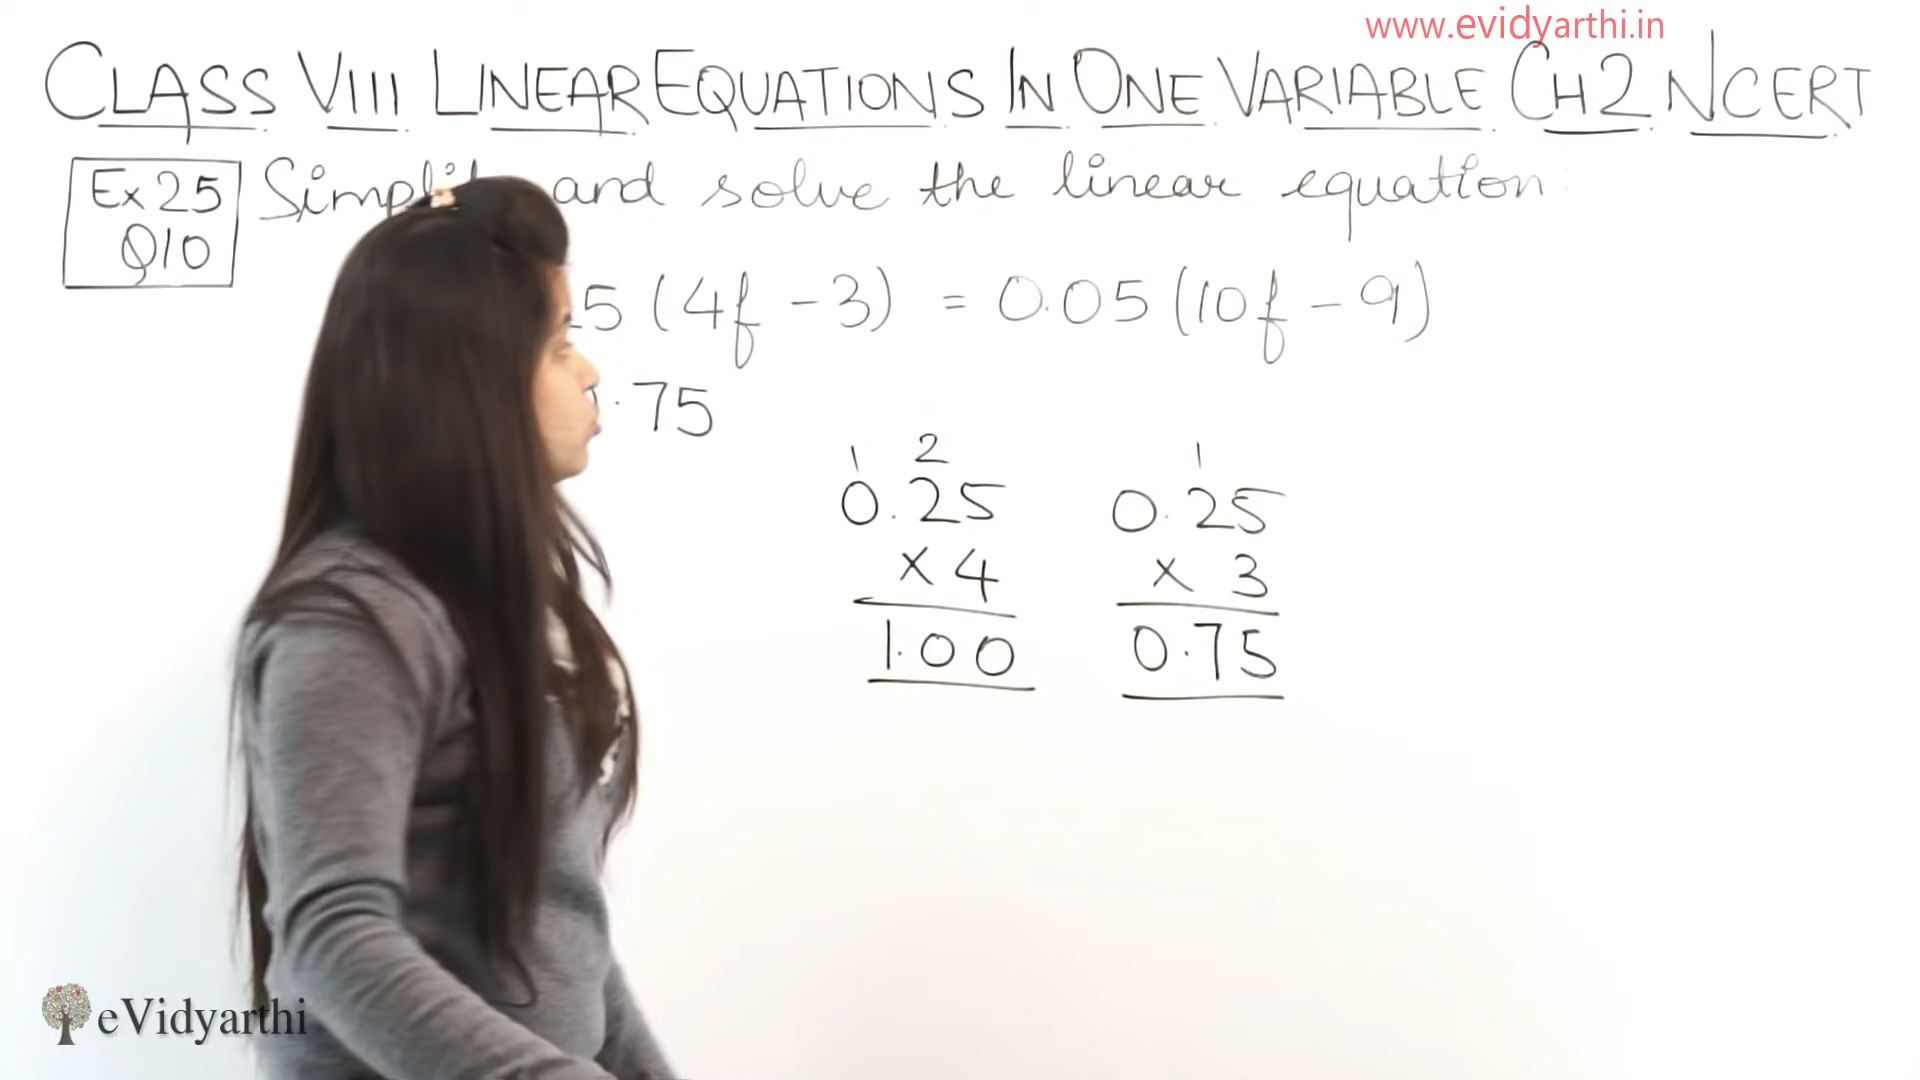 www.evidyarthi.in
CLASS VIII LINEAR EQUATIONS IN ONE VARIABLE CH 2 NCERT
Ex 25
Q10
and solve the linear equation:
5 (4f - 3) = 0.05 (10f - 9)
.75
1 2
0.25
× 4
1.00
1
0.25
× 3
0.75
eVidyarthi